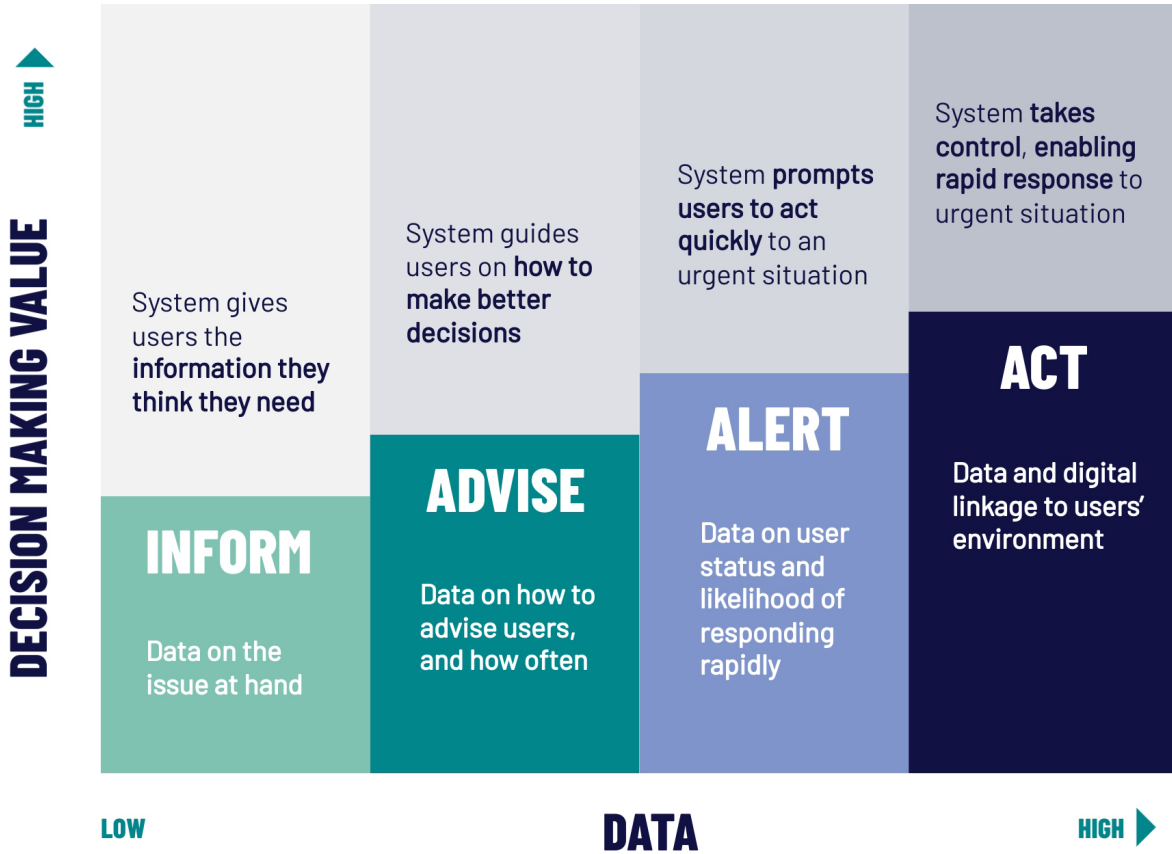 HIGH
DECISION MAKING VALUE
System gives
users the
information they
think they need
INFORM
Data on the
issue at hand
System guides
users on how to
make better
decisions
ADVISE
Data on how to
advise users,
and how often
System prompts
users to act
quickly to an
urgent situation
ALERT
Data on user
status and
likelihood of
responding
rapidly
System takes
control, enabling
rapid response to
urgent situation
ACT
Data and digital
linkage to users’
environment
LOW
DATA
HIGH